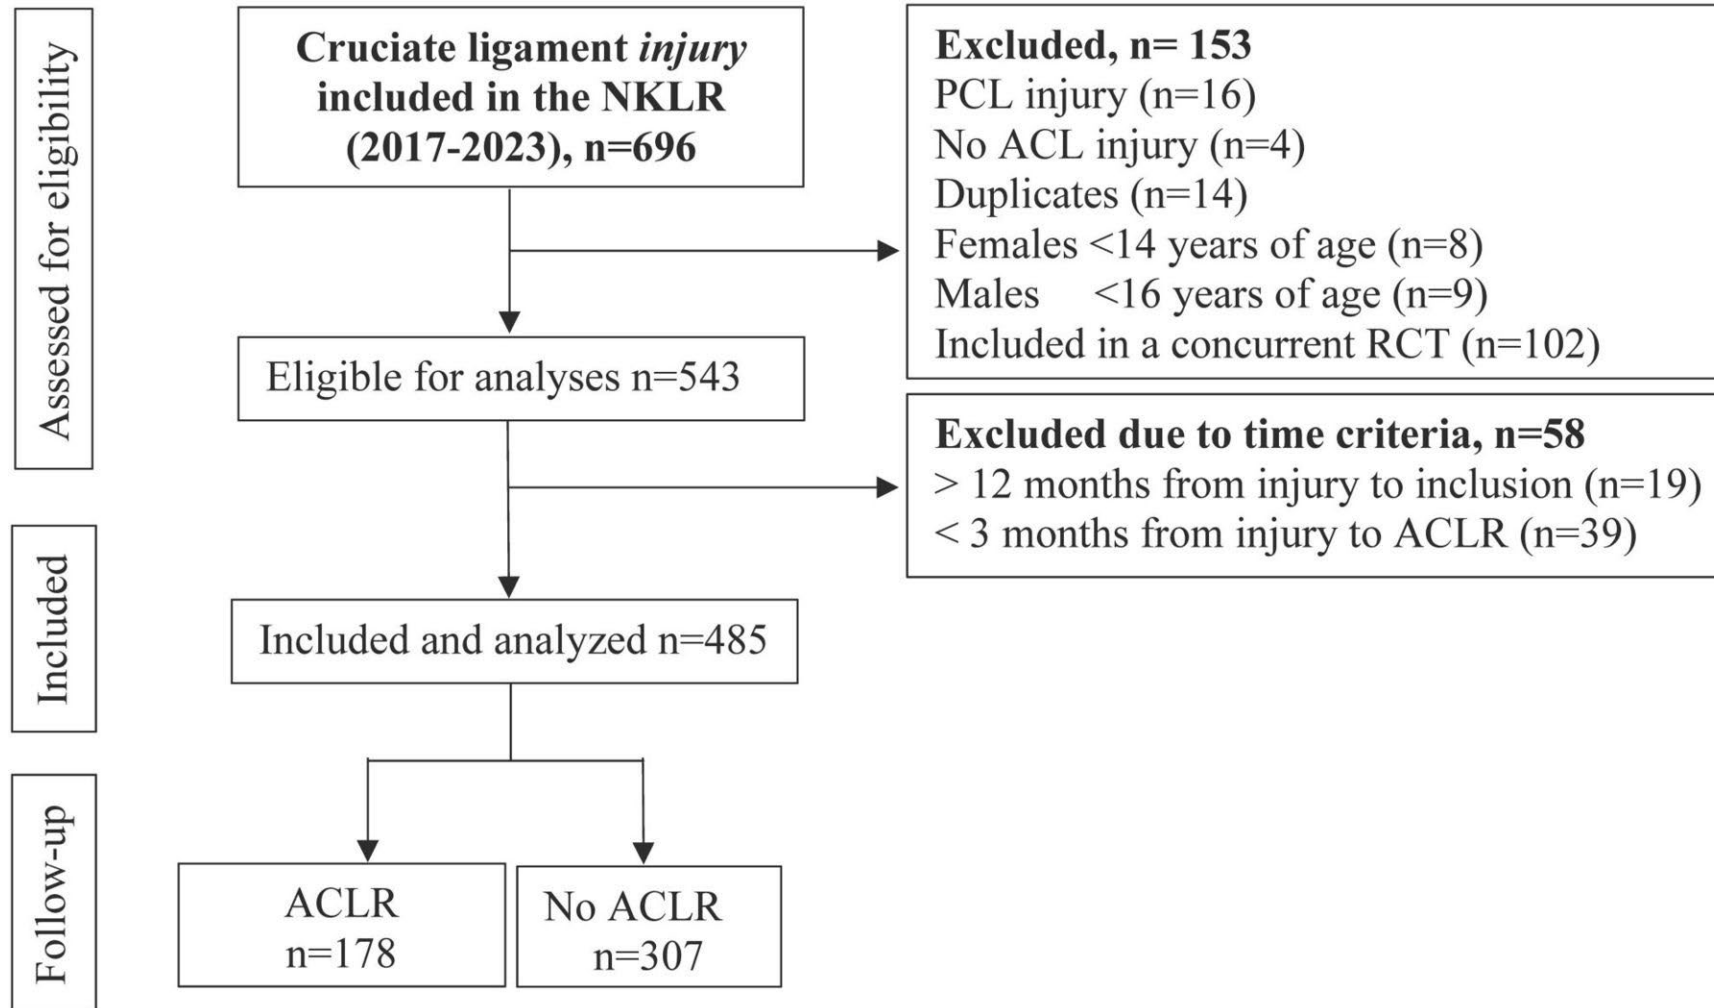 Assessed for eligibility
Cruciate ligament injury
included in the NKLR
(2017-2023), n=696
Excluded, n= 153
PCL injury (n=16)
No ACL injury (n=4)
Duplicates (n=14)
Females <14 years of age (n=8)
Males <16 years of age (n=9)
Included in a concurrent RCT (n=102)
Eligible for analyses n=543
Excluded due to time criteria, n=58
> 12 months from injury to inclusion (n=19)
< 3 months from injury to ACLR (n=39)
Included
Included and analyzed n=485
Follow-up
ACLR
n=178
No ACLR
n=307